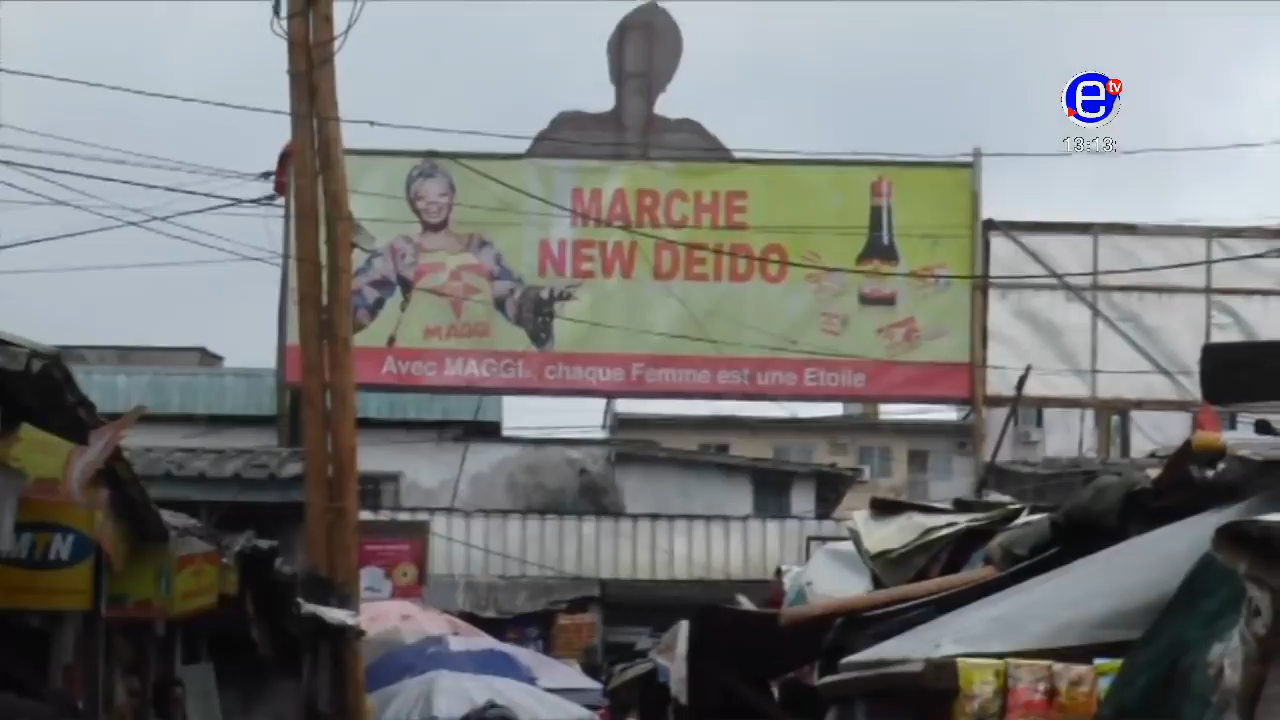 e tv
13:13
MARCHE
NEW DEIDO
MAGGI
Avec MAGGI, chaque Femme est une Etoile
MTN